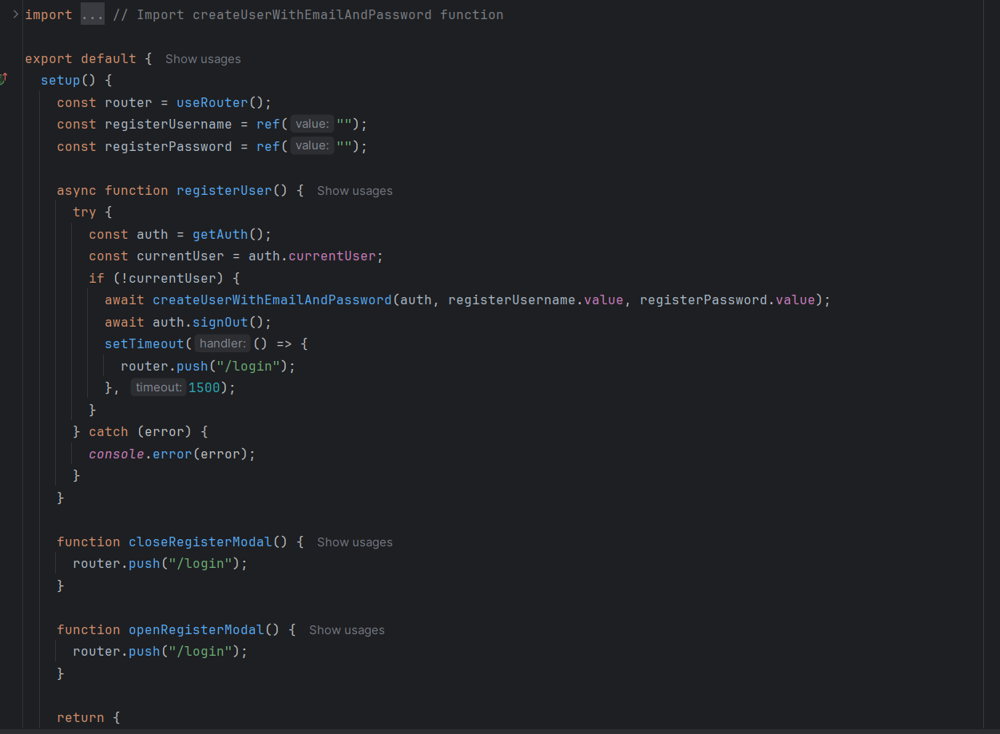 import ... // Import createUserWithEmailAndPassword function
export default { Show usages
setup() {
const router = useRouter();
const registerUsername = ref( value: "");
const registerPassword = ref( value: "");
async function registerUser() { Show usages
try {
const auth = getAuth();
const currentUser = auth.currentUser;
if (!currentUser) {
await createUserWithEmailAndPassword(auth, registerUsername.value, registerPassword.value);
await auth.signOut();
setTimeout( handler: () => {
router.push("/login");
}, timeout: 1500);
}
} catch (error) {
console.error(error);
}
}
function closeRegisterModal() { Show usages
router.push("/login");
}
function openRegisterModal() { Show usages
router.push("/login");
}
return {